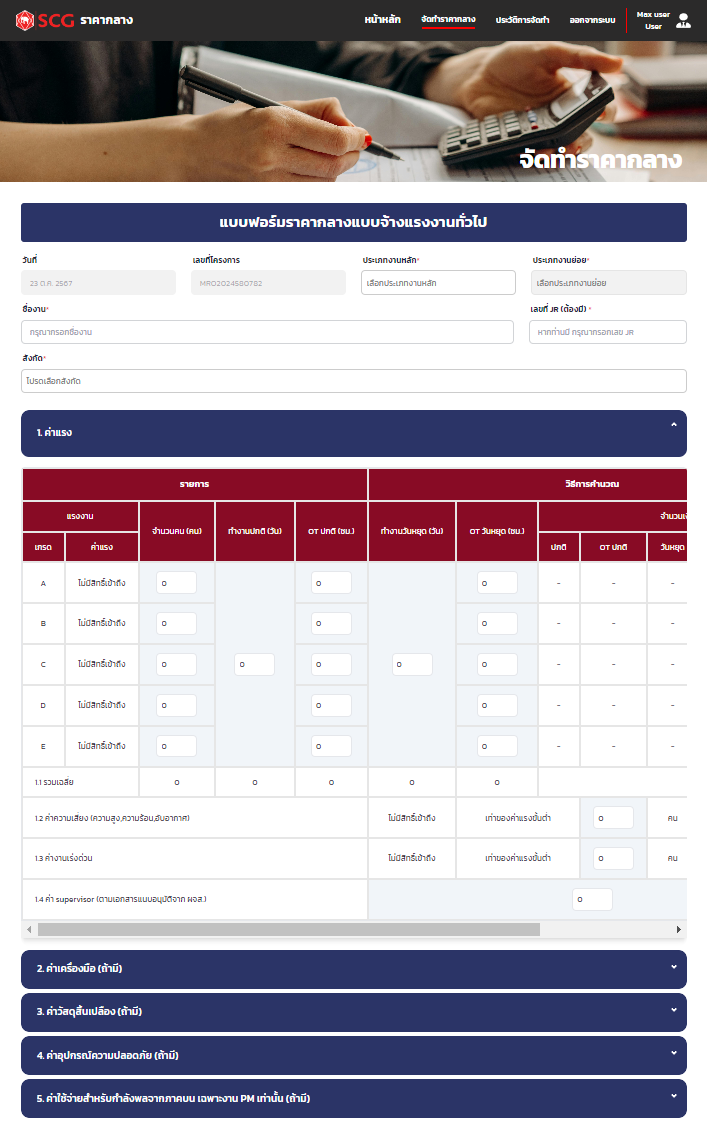 SCG ราคากลาง
หน้าหลัก จัดทำราคากลาง ประวัติการจัดทำ ออกจากระบบ Max user
User
จัดทำราคากลาง
แบบฟอร์มราคากลางแบบจ้างแรงงานทั่วไป
วันที่ เลขที่โครงการ ประเภทงานหลัก* ประเภทงานย่อย*
23 ต.ค. 2567 MRO2024580782 เลือกประเภทงานหลัก เลือกประเภทงานย่อย
ชื่องาน* เลขที่ JR (ต้องมี) *
กรุณากรอกชื่องาน หากท่านมี กรุณากรอกเลข JR
สังกัด*
โปรดเลือกสังกัด
1. ค่าแรง
รายการ วิธีการคำนวณ
แรงงาน จำนวนคน (คน) ทำงานปกติ (วัน) OT ปกติ (ชม.) ทำงานวันหยุด (วัน) OT วันหยุด (ชม.)
เกรด ค่าแรง ปกติ OT ปกติ วันหยุด
A ไม่มีสิทธิ์เข้าถึง 0 0 0 - - -
B ไม่มีสิทธิ์เข้าถึง 0 0 0 - - -
C ไม่มีสิทธิ์เข้าถึง 0 0 0 0 0 - - -
D ไม่มีสิทธิ์เข้าถึง 0 0 0 - - -
E ไม่มีสิทธิ์เข้าถึง 0 0 0 - - -
1.1 รวมเฉลี่ย 0 0 0 0 0
1.2 ค่าความเสี่ยง (ความสูง,ความร้อน,อับอากาศ) ไม่มีสิทธิ์เข้าถึง เท่าของค่าแรงขั้นต่ำ 0 คน
1.3 ค่างานเร่งด่วน ไม่มีสิทธิ์เข้าถึง เท่าของค่าแรงขั้นต่ำ 0 คน
1.4 ค่า supervisor (ตามเอกสารแนบอนุมัติจาก ผจส.) 0
2. ค่าเครื่องมือ (ถ้ามี)
3. ค่าวัสดุสิ้นเปลือง (ถ้ามี)
4. ค่าอุปกรณ์ความปลอดภัย (ถ้ามี)
5. ค่าใช้จ่ายสำหรับกำลังพลจากภาคบน เฉพาะงาน PM เท่านั้น (ถ้ามี)